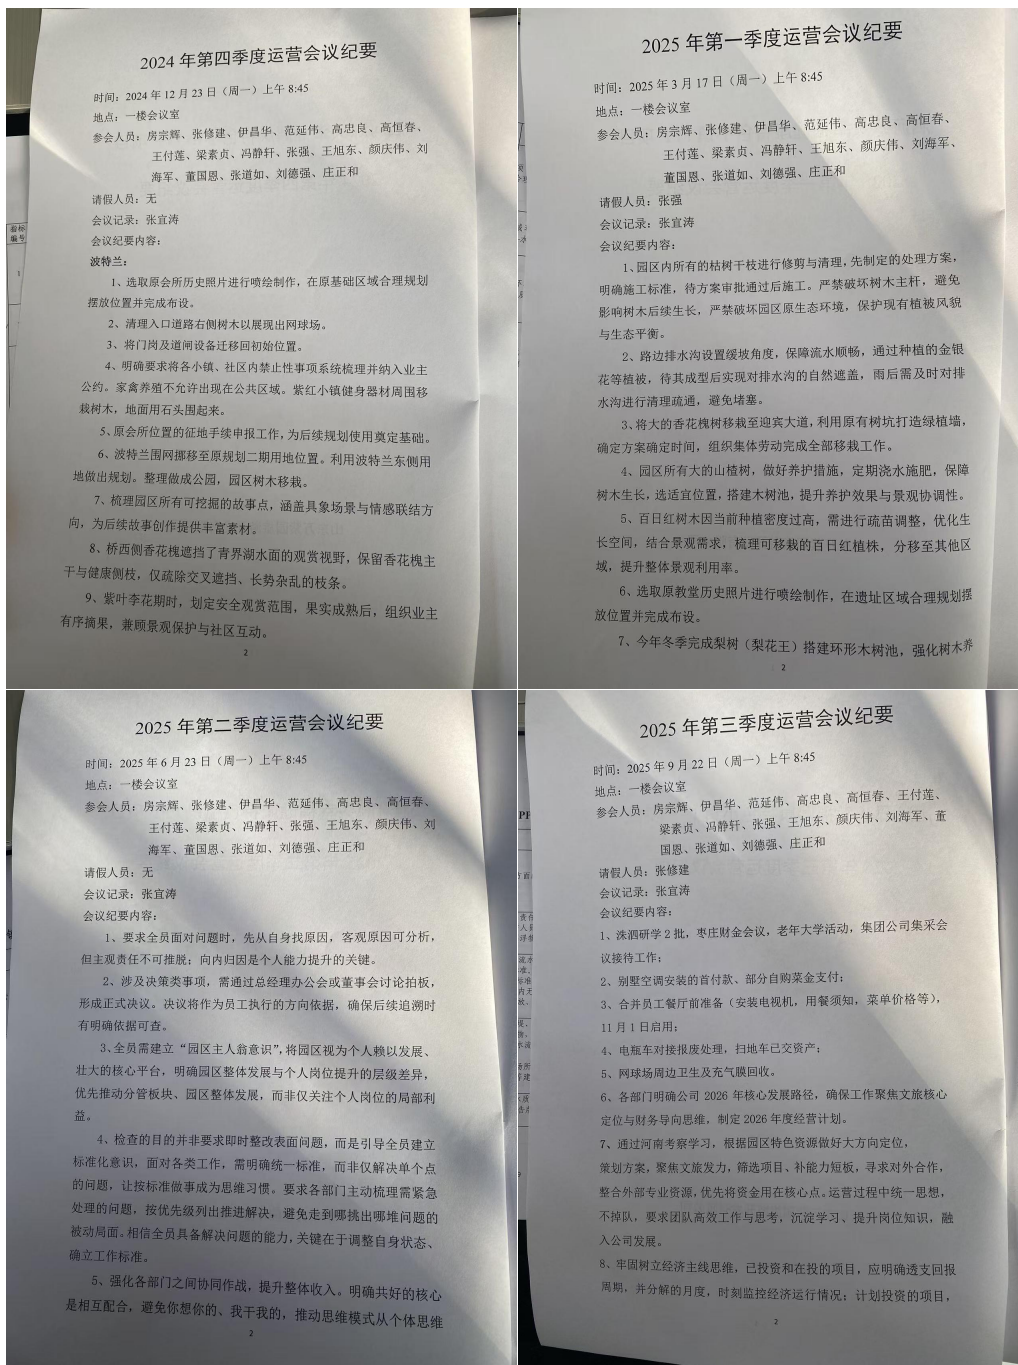 2024 年第四季度运营会议纪要
时间：2024 年 12 月 23 日（周一）上午 8:45
地点：一楼会议室
参会人员：房宗辉、张修建、伊昌华、范延伟、高忠良、高恒春、
王付莲、梁素贞、冯静轩、张强、王旭东、颜庆伟、刘
海军、董国恩、张道如、刘德强、庄正和
请假人员：无
会议记录：张宜涛
会议纪要内容：
波特兰：
1、选取原会所历史照片进行喷绘制作，在原基础区域合理规划
摆放位置并完成布设。
2、清理入口道路右侧树木以展现出网球场。
3、将门岗及道闸设备迁移回初始位置。
4、明确要求将各小镇、社区内禁止性事项系统梳理并纳入业主
公约。家禽养殖不允许出现在公共区域。紫红小镇健身器材周围移
栽树木，地面用石头围起来。
5、原会所位置的征地手续申报工作，为后续规划使用奠定基础。
6、波特兰围网挪移至原规划二期用地位置。利用波特兰东侧用
地做出规划。整理做成公园，园区树木移栽。
7、梳理园区所有可挖掘的故事点，涵盖具象场景与情感联结方
向，为后续故事创作提供丰富素材。
8、桥西侧香花槐遮挡了青界湖水面的观赏视野，保留香花槐主
干与健康侧枝，仅疏除交叉遮挡、长势杂乱的枝条。
9、紫叶李花期时，划定安全观赏范围，果实成熟后，组织业主
有序摘果，兼顾景观保护与社区互动。
2
2025 年第一季度运营会议纪要
时间：2025 年 3 月 17 日（周一）上午 8:45
地点：一楼会议室
参会人员：房宗辉、张修建、伊昌华、范延伟、高忠良、高恒春、
王付莲、梁素贞、冯静轩、王旭东、颜庆伟、刘海军、
董国恩、张道如、刘德强、庄正和
请假人员：张强
会议记录：张宜涛
会议纪要内容：
1、园区内所有的枯树干枝进行修剪与清理，先制定的处理方案，
明确施工标准，待方案审批通过后施工。严禁破坏树木主杆，避免
影响树木后续生长，严禁破坏园区原生态环境，保护现有植被风貌
与生态平衡。
2、路边排水沟设置缓坡角度，保障流水顺畅，通过种植的金银
花等植被，待其成型后实现对排水沟的自然遮盖，雨后需及时对排
水沟进行清理疏通，避免堵塞。
3、将大的香花槐树移栽至迎宾大道，利用原有树坑打造绿植墙，
确定方案确定时间，组织集体劳动完成全部移栽工作。
4、园区所有大的山楂树，做好养护措施，定期浇水施肥，保障
树木生长，选适宜位置，搭建木树池，提升养护效果与景观协调性。
5、百日红树木因当前种植密度过高，需进行疏苗调整，优化生
长空间，结合景观需求，梳理可移栽的百日红植株，分移至其他区
域，提升整体景观利用率。
6、选取原教堂历史照片进行喷绘制作，在遗址区域合理规划摆
放位置并完成布设。
7、今年冬季完成梨树（梨花王）搭建环形木树池，强化树木养
2
2025 年第二季度运营会议纪要
时间：2025 年 6 月 23 日（周一）上午 8:45
地点：一楼会议室
参会人员：房宗辉、张修建、伊昌华、范延伟、高忠良、高恒春、
王付莲、梁素贞、冯静轩、张强、王旭东、颜庆伟、刘
海军、董国恩、张道如、刘德强、庄正和
请假人员：无
会议记录：张宜涛
会议纪要内容：
1、要求全员面对问题时，先从自身找原因，客观原因可分析，
但主观责任不可推脱；向内归因是个人能力提升的关键。
2、涉及决策类事项，需通过总经理办公会或董事会讨论拍板，
形成正式决议。决议将作为员工执行的方向依据，确保后续追溯时
有明确依据可查。
3、全员需建立“园区主人翁意识”，将园区视为个人赖以发展、
壮大的核心平台，明确园区整体发展与个人岗位提升的层级差异，
优先推动分管板块、园区整体发展，而非仅关注个人岗位的局部利
益。
4、检查的目的并非要求即时整改表面问题，而是引导全员建立
标准化意识，面对各类工作，需明确统一标准，而非仅解决单个点
的问题，让按标准做事成为思维习惯。要求各部门主动梳理需紧急
处理的问题，按优先级列出推进解决，避免走到哪挑出哪堆问题的
被动局面。相信全员具备解决问题的能力，关键在于调整自身状态、
确立工作标准。
5、强化各部门之间协同作战，提升整体收入。明确共好的核心
是相互配合，避免你想你的、我干我的，推动思维模式从个体思维
2
2025 年第三季度运营会议纪要
时间：2025 年 9 月 22 日（周一）上午 8:45
地点：一楼会议室
参会人员：房宗辉、伊昌华、范延伟、高忠良、高恒春、王付莲、
梁素贞、冯静轩、张强、王旭东、颜庆伟、刘海军、董
国恩、张道如、刘德强、庄正和
请假人员：张修建
会议记录：张宜涛
会议纪要内容：
1、洙泗研学 2 批，枣庄财金会议，老年大学活动，集团公司集采会
议接待工作；
2、别墅空调安装的首付款、部分自购菜金支付；
3、合并员工餐厅前准备（安装电视机，用餐须知，菜单价格等），
11 月 1 日启用；
4、电瓶车对接报废处理，扫地车已交资产；
5、网球场周边卫生及充气膜回收。
6、各部门明确公司 2026 年核心发展路径，确保工作聚焦文旅核心
定位与财务导向思维，制定 2026 年度经营计划。
7、通过河南考察学习，根据园区特色资源做好大方向定位，
策划方案，聚焦文旅发力，筛选项目、补能力短板，寻求对外合作，
整合外部专业资源，优先将资金用在核心点。运营过程中统一思想，
不掉队，要求团队高效工作与思考，沉淀学习、提升岗位知识，融
入公司发展。
8、牢固树立经济主线思维，已投资和在投的项目，应明确透支回报
周期，并分解的月度，时刻监控经济运行情况；计划投资的项目，
2